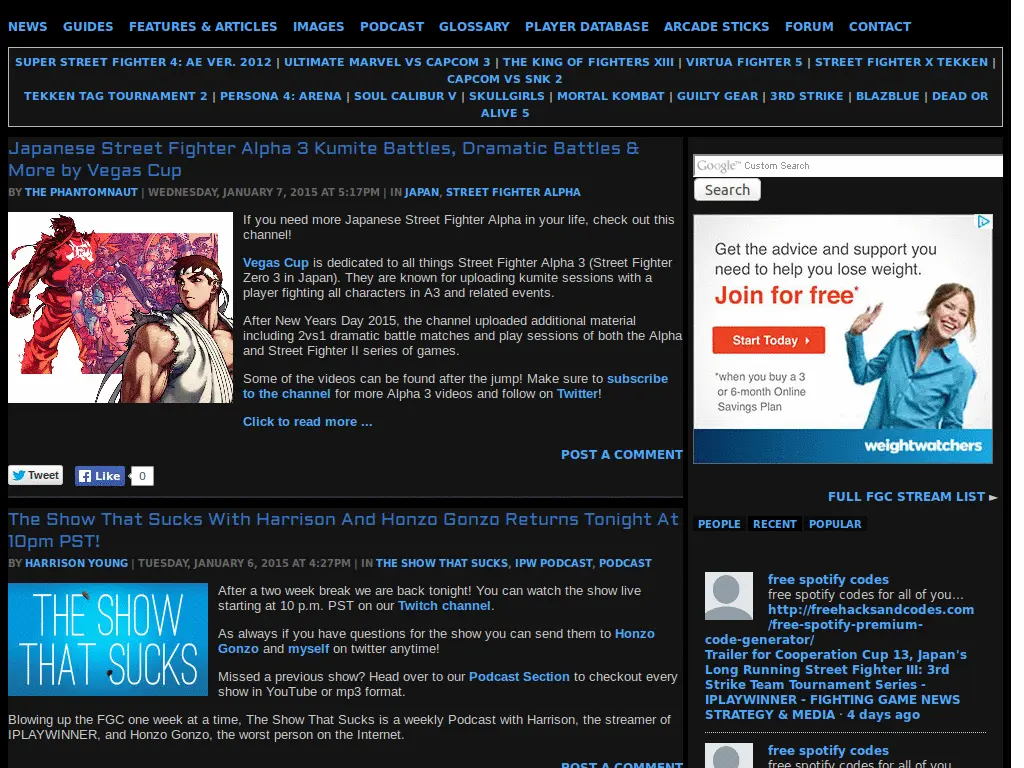 NEWS GUIDES FEATURES & ARTICLES IMAGES PODCAST GLOSSARY PLAYER DATABASE ARCADE STICKS FORUM CONTACT
SUPER STREET FIGHTER 4: AE VER. 2012 | ULTIMATE MARVEL VS CAPCOM 3 | THE KING OF FIGHTERS XIII | VIRTUA FIGHTER 5 | STREET FIGHTER X TEKKEN |
CAPCOM VS SNK 2
TEKKEN TAG TOURNAMENT 2 | PERSONA 4: ARENA | SOUL CALIBUR V | SKULLGIRLS | MORTAL KOMBAT | GUILTY GEAR | 3RD STRIKE | BLAZBLUE | DEAD OR
ALIVE 5
Japanese Street Fighter Alpha 3 Kumite Battles, Dramatic Battles &
More by Vegas Cup
BY THE PHANTOMNAUT | WEDNESDAY, JANUARY 7, 2015 AT 5:17PM | IN JAPAN, STREET FIGHTER ALPHA
If you need more Japanese Street Fighter Alpha in your life, check out this
channel!
Vegas Cup is dedicated to all things Street Fighter Alpha 3 (Street Fighter
Zero 3 in Japan). They are known for uploading kumite sessions with a
player fighting all characters in A3 and related events.
After New Years Day 2015, the channel uploaded additional material
including 2vs1 dramatic battle matches and play sessions of both the Alpha
and Street Fighter II series of games.
Some of the videos can be found after the jump! Make sure to subscribe
to the channel for more Alpha 3 videos and follow on Twitter!
Click to read more ...
POST A COMMENT
Tweet Like 0
The Show That Sucks With Harrison And Honzo Gonzo Returns Tonight At
10pm PST!
BY HARRISON YOUNG | TUESDAY, JANUARY 6, 2015 AT 4:27PM | IN THE SHOW THAT SUCKS, IPW PODCAST, PODCAST
THE SHOW
THAT SUCKS
After a two week break we are back tonight! You can watch the show live
starting at 10 p.m. PST on our Twitch channel.
As always if you have questions for the show you can send them to Honzo
Gonzo and myself on twitter anytime!
Missed a previous show? Head over to our Podcast Section to checkout every
show in YouTube or mp3 format.
Blowing up the FGC one week at a time, The Show That Sucks is a weekly Podcast with Harrison, the streamer of
IPLAYWINNER, and Honzo Gonzo, the worst person on the Internet.
POST A COMMENT
Google™ Custom Search
Search
Get the advice and support you
need to help you lose weight.
Join for free*
Start Today
*when you buy a 3
or 6-month Online
Savings Plan
weightwatchers
FULL FGC STREAM LIST ►
PEOPLE RECENT POPULAR
free spotify codes
free spotify codes for all of you...
http://freehacksandcodes.com
/free-spotify-premium-
code-generator/
Trailer for Cooperation Cup 13, Japan's
Long Running Street Fighter III: 3rd
Strike Team Tournament Series -
IPLAYWINNER - FIGHTING GAME NEWS
STRATEGY & MEDIA · 4 days ago
free spotify codes
free spotify codes for all of you